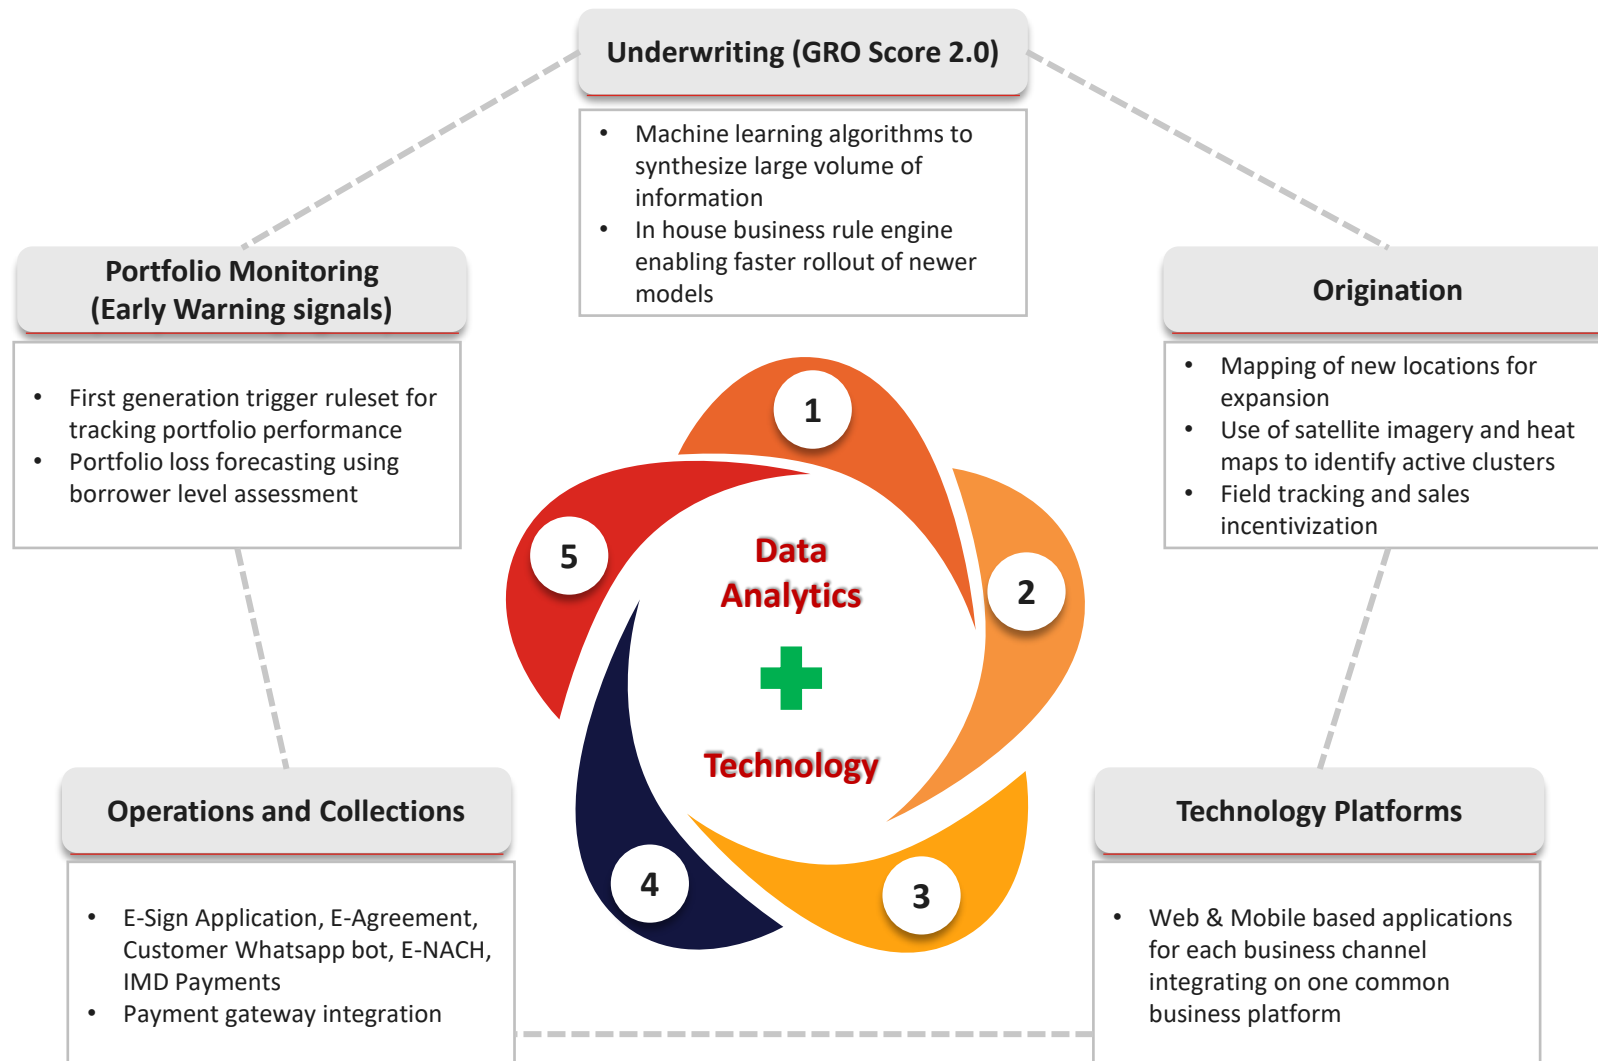 Underwriting (GRO Score 2.0)
• Machine learning algorithms to
synthesize large volume of
information
• In house business rule engine
enabling faster rollout of newer
models
Portfolio Monitoring
(Early Warning signals)
• First generation trigger ruleset for
tracking portfolio performance
• Portfolio loss forecasting using
borrower level assessment
Origination
• Mapping of new locations for
expansion
• Use of satellite imagery and heat
maps to identify active clusters
• Field tracking and sales
incentivization
1
2
3
4
5
Data
Analytics
Technology
Operations and Collections
• E-Sign Application, E-Agreement,
Customer Whatsapp bot, E-NACH,
IMD Payments
• Payment gateway integration
Technology Platforms
• Web & Mobile based applications
for each business channel
integrating on one common
business platform